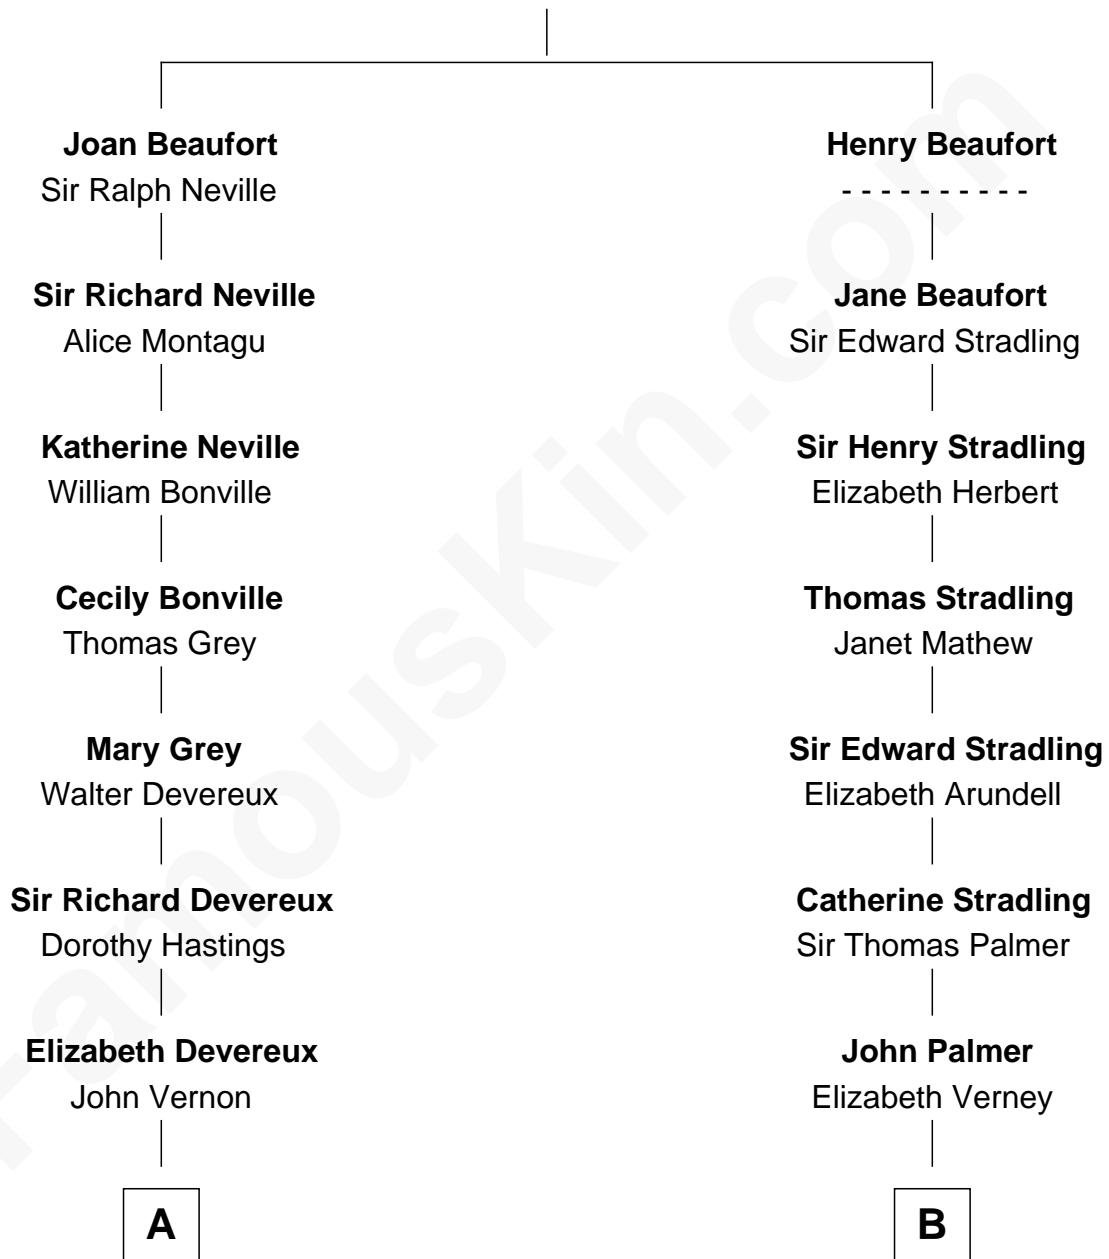 Joan Beaufort
Sir Ralph Neville
Sir Richard Neville
Alice Montagu
Katherine Neville
William Bonville
Cecily Bonville
Thomas Grey
Mary Grey
Walter Devereux
Sir Richard Devereux
Dorothy Hastings
Elizabeth Devereux
John Vernon
A
Henry Beaufort
- - - - - - - - - -
Jane Beaufort
Sir Edward Stradling
Sir Henry Stradling
Elizabeth Herbert
Thomas Stradling
Janet Mathew
Sir Edward Stradling
Elizabeth Arundell
Catherine Stradling
Sir Thomas Palmer
John Palmer
Elizabeth Verney
B
FamousKin.com